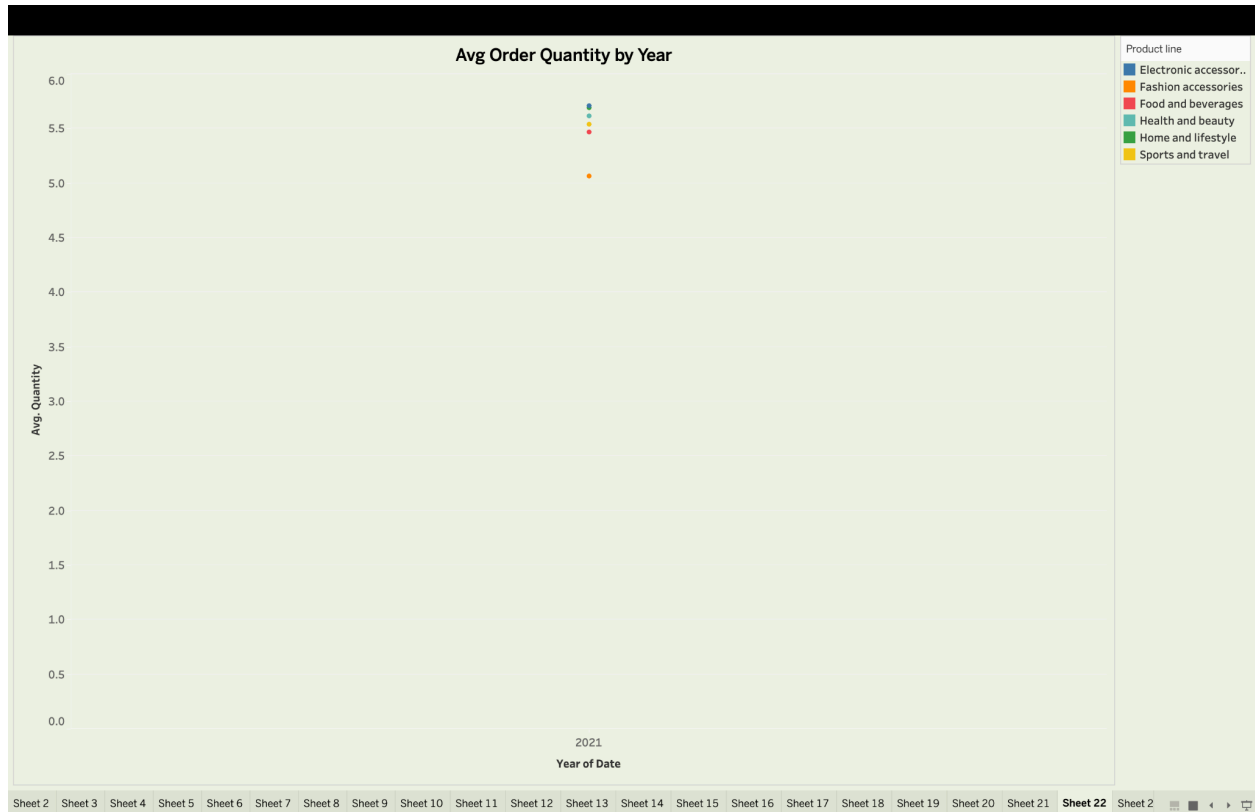 Avg Order Quantity by Year
Product line
Electronic accessor..
Fashion accessories
Food and beverages
Health and beauty
Home and lifestyle
Sports and travel
6.0
5.5
5.0
4.5
4.0
3.5
3.0
2.5
2.0
1.5
1.0
0.5
0.0
Avg. Quantity
2021
Year of Date
Sheet 2 Sheet 3 Sheet 4 Sheet 5 Sheet 6 Sheet 7 Sheet 8 Sheet 9 Sheet 10 Sheet 11 Sheet 12 Sheet 13 Sheet 14 Sheet 15 Sheet 16 Sheet 17 Sheet 18 Sheet 19 Sheet 20 Sheet 21 Sheet 22 Sheet 2